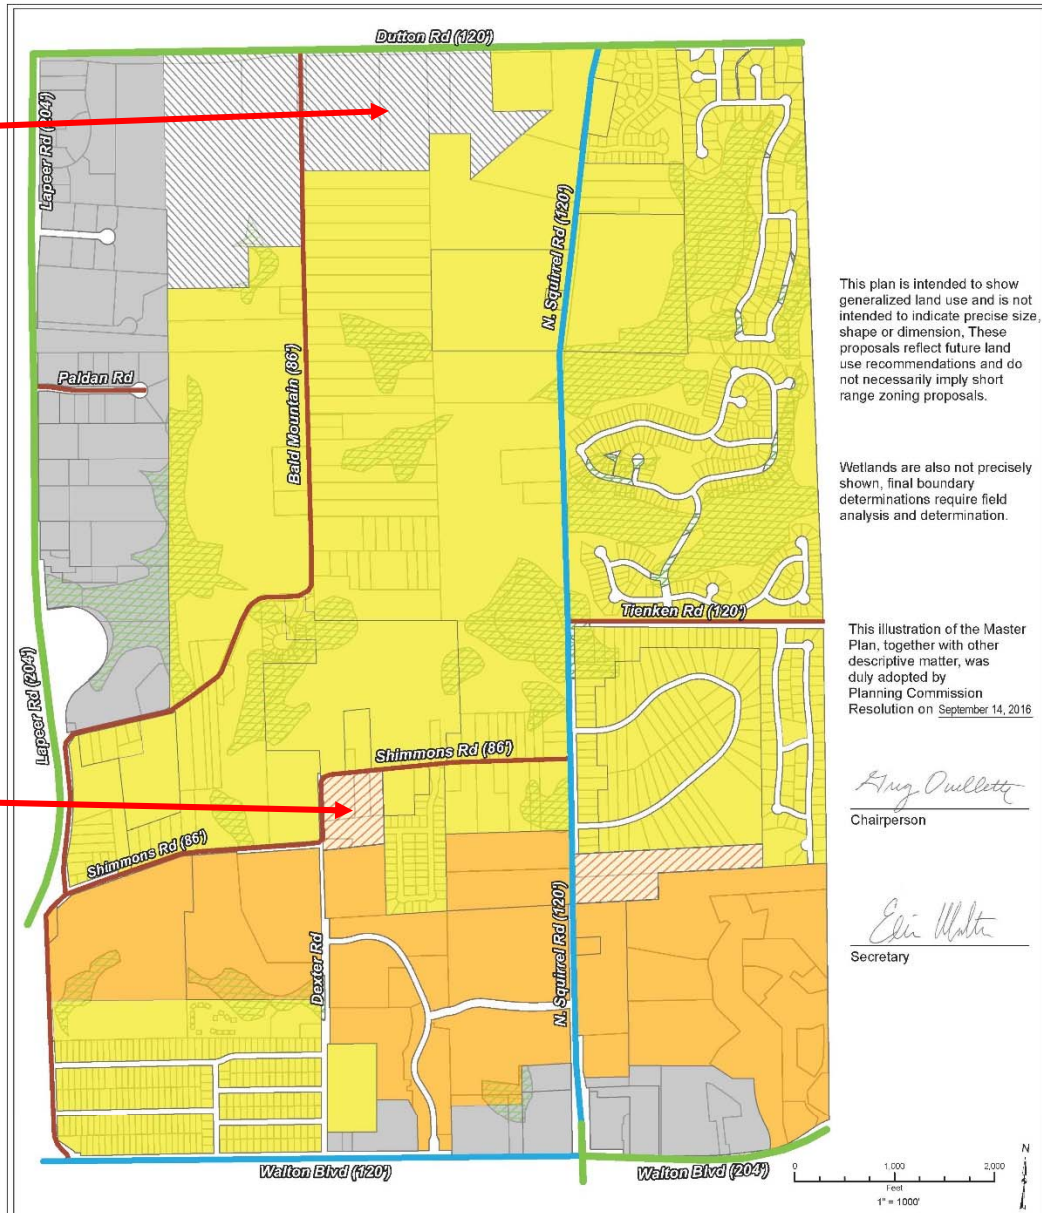 Dutton Rd (120')
Lapeer Rd (204')
N. Squirrel Rd (120')
Bald Mountain (86')
Paldan Rd
This plan is intended to show
generalized land use and is not
intended to indicate precise size,
shape or dimension, These
proposals reflect future land
use recommendations and do
not necessarily imply short
range zoning proposals.
Wetlands are also not precisely
shown, final boundary
determinations require field
analysis and determination.
Tienken Rd (120')
This illustration of the Master
Plan, together with other
descriptive matter, was
duly adopted by
Planning Commission
Resolution on September 14, 2016
Lapeer Rd (204')
Shimmons Rd (86')
Greg Ouellette
Chairperson
Shimmons Rd (86')
N. Squirrel Rd (120')
Dexter Rd
Secretary
Walton Blvd (120')
Walton Blvd (204')
0 1,000 2,000
Feet
1" = 1000'
N